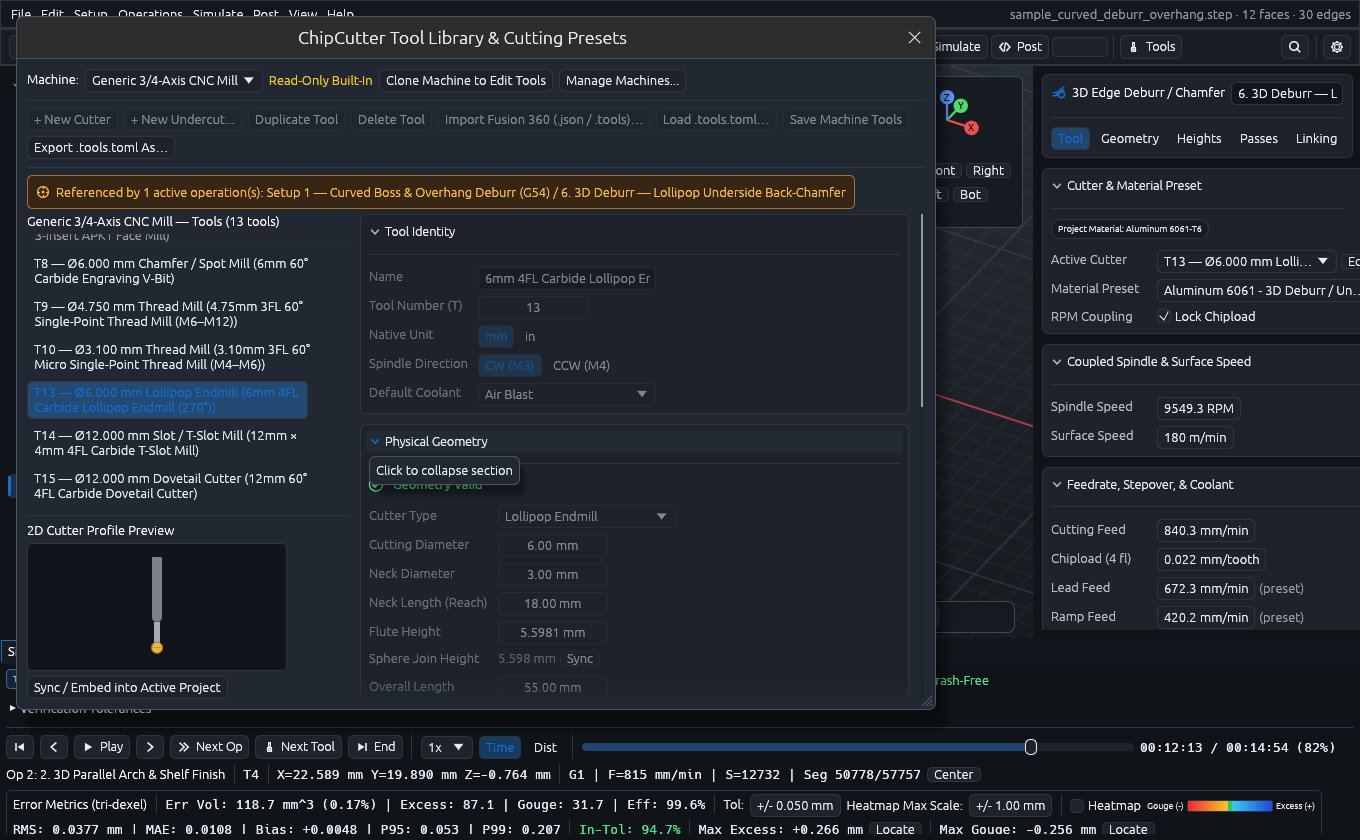 File Edit Setup Operations Simulate Post View Help
sample_curved_deburr_overhang.step · 12 faces · 30 edges
ChipCutter Tool Library & Cutting Presets
Simulate
Post
Tools
Machine: Generic 3/4-Axis CNC Mill Read-Only Built-In Clone Machine to Edit Tools Manage Machines...
+ New Cutter + New Undercut... Duplicate Tool Delete Tool Import Fusion 360 (.json / .tools)... Load .tools.toml... Save Machine Tools
Export .tools.toml As...
Referenced by 1 active operation(s): Setup 1 — Curved Boss & Overhang Deburr (G54) / 6. 3D Deburr — Lollipop Underside Back-Chamfer
Generic 3/4-Axis CNC Mill — Tools (13 tools)
3-Insert APKT Face Mill)
T8 — Ø6.000 mm Chamfer / Spot Mill (6mm 60°
Carbide Engraving V-Bit)
T9 — Ø4.750 mm Thread Mill (4.75mm 3FL 60°
Single-Point Thread Mill (M6–M12))
T10 — Ø3.100 mm Thread Mill (3.10mm 3FL 60°
Micro Single-Point Thread Mill (M4–M6))
T13 — Ø6.000 mm Lollipop Endmill (6mm 4FL
Carbide Lollipop Endmill (270°))
T14 — Ø12.000 mm Slot / T-Slot Mill (12mm ×
4mm 4FL Carbide T-Slot Mill)
T15 — Ø12.000 mm Dovetail Cutter (12mm 60°
4FL Carbide Dovetail Cutter)
2D Cutter Profile Preview
Sync / Embed into Active Project
Tool Identity
Name 6mm 4FL Carbide Lollipop Er
Tool Number (T) 13
Native Unit mm in
Spindle Direction CW (M3) CCW (M4)
Default Coolant Air Blast
Physical Geometry
Click to collapse section
Geometry Valid
Cutter Type Lollipop Endmill
Cutting Diameter 6.00 mm
Neck Diameter 3.00 mm
Neck Length (Reach) 18.00 mm
Flute Height 5.5981 mm
Sphere Join Height 5.598 mm Sync
Overall Length 55.00 mm
Z Y X
ont Right
ft Bot
3D Edge Deburr / Chamfer 6. 3D Deburr — L
Tool Geometry Heights Passes Linking
Cutter & Material Preset
Project Material: Aluminum 6061-T6
Active Cutter T13 — Ø6.000 mm Lolli... Ec
Material Preset Aluminum 6061 - 3D Deburr / Un...
RPM Coupling Lock Chipload
Coupled Spindle & Surface Speed
Spindle Speed 9549.3 RPM
Surface Speed 180 m/min
Feedrate, Stepover, & Coolant
Cutting Feed 840.3 mm/min
Chipload (4 fl) 0.022 mm/tooth
Lead Feed 672.3 mm/min (preset)
Ramp Feed 420.2 mm/min (preset)
rash-Free
Verification Tolerances
Play Next Op Next Tool End 1x Time Dist 00:12:13 / 00:14:54 (82%)
Op 2: 2. 3D Parallel Arch & Shelf Finish T4 X=22.589 mm Y=19.890 mm Z=-0.764 mm G1 | F=815 mm/min | S=12732 | Seg 50778/57757 Center
Error Metrics (tri-dexel) Err Vol: 118.7 mm^3 (0.17%) | Excess: 87.1 | Gouge: 31.7 | Eff: 99.6% Tol: +/- 0.050 mm Heatmap Max Scale: +/- 1.00 mm Heatmap Gouge (-) Excess (+)
RMS: 0.0377 mm | MAE: 0.0108 | Bias: +0.0048 | P95: 0.053 | P99: 0.207 In-Tol: 94.7% Max Excess: +0.266 mm Locate Max Gouge: -0.256 mm Locate